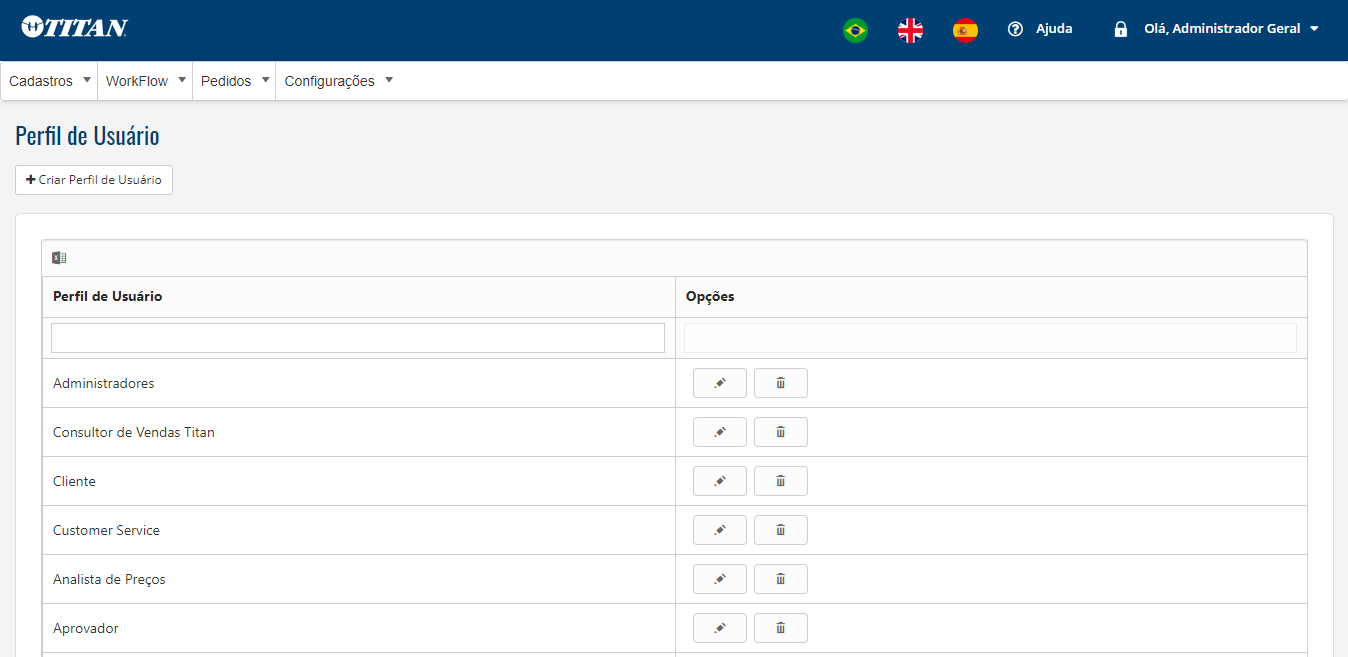 TITAN
Ajuda
Olá, Administrador Geral
Cadastros WorkFlow Pedidos Configurações
Perfil de Usuário
Criar Perfil de Usuário
Perfil de Usuário Opções
Administradores
Consultor de Vendas Titan
Cliente
Customer Service
Analista de Preços
Aprovador